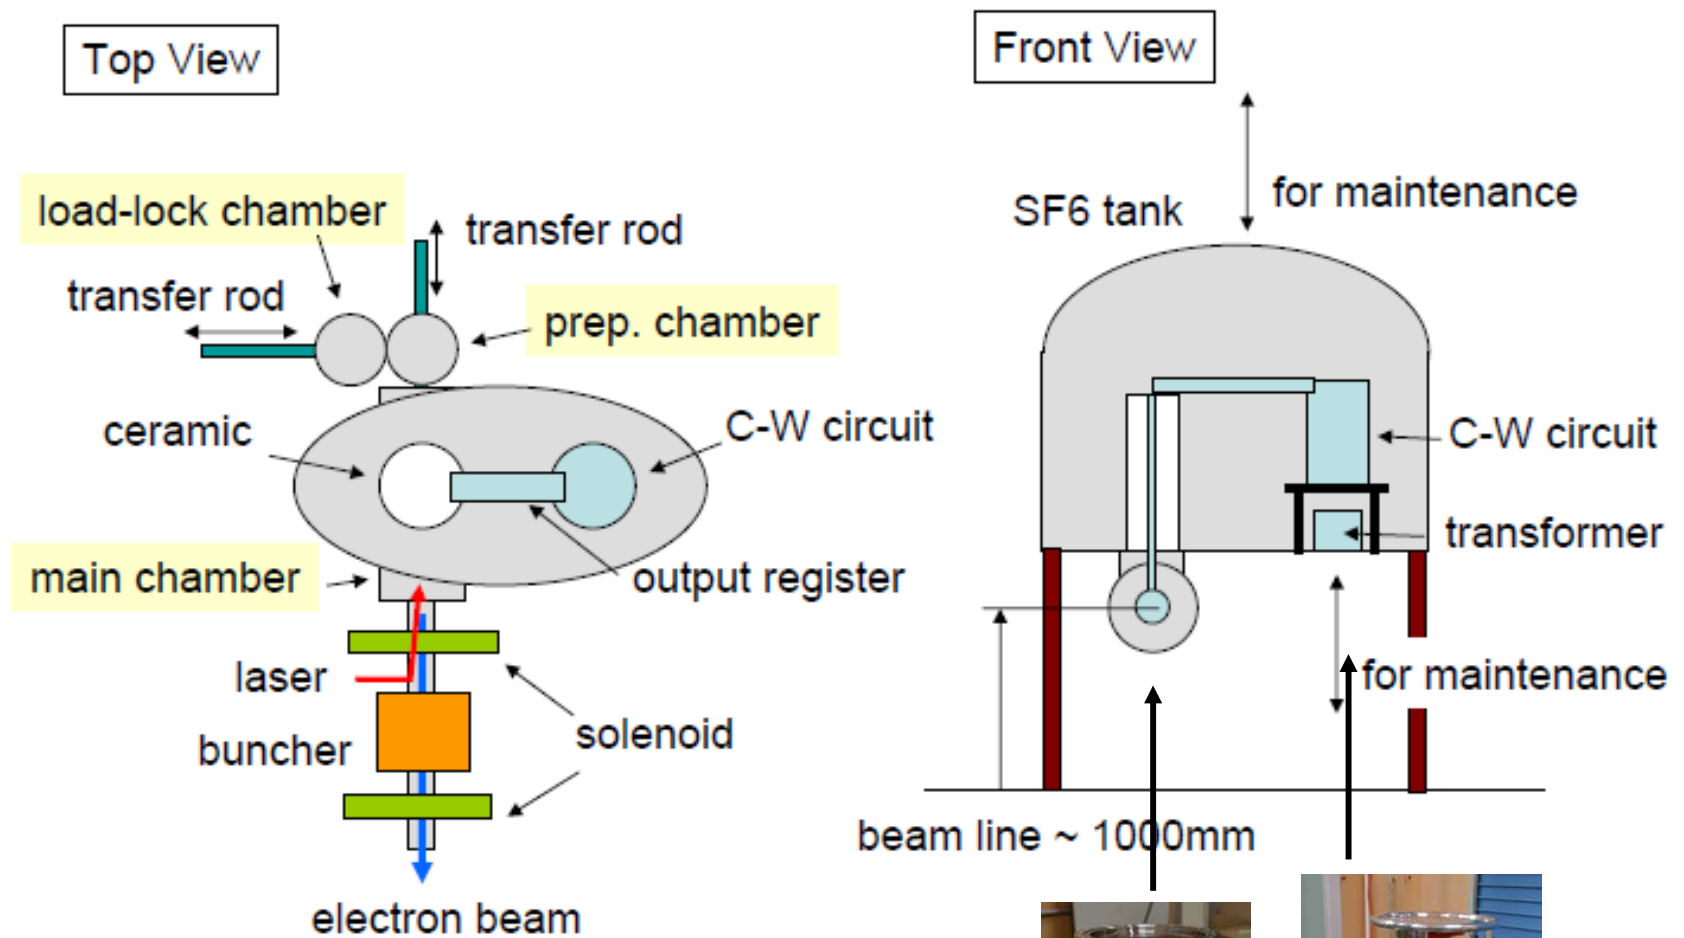 Top View
load-lock chamber
transfer rod
transfer rod
prep. chamber
ceramic
C-W circuit
main chamber
output register
laser
solenoid
buncher
electron beam
Front View
for maintenance
SF6 tank
C-W circuit
transformer
for maintenance
beam line ~ 1000mm